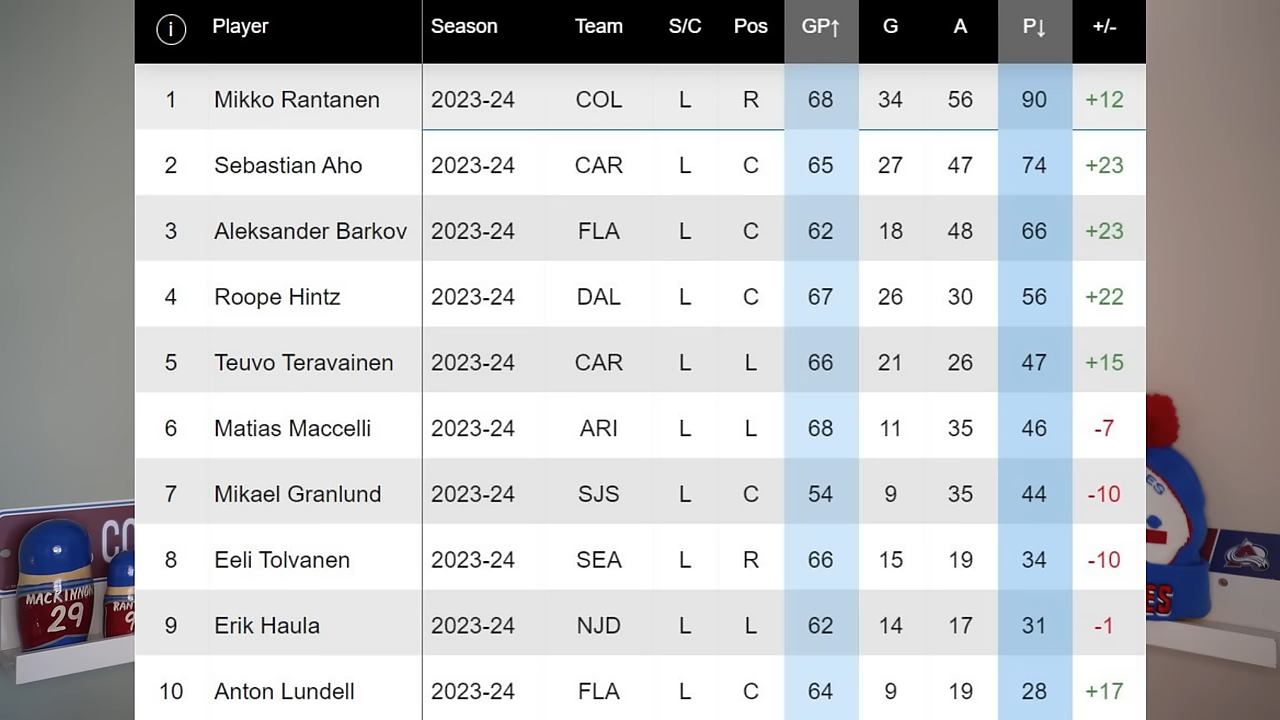 i Player Season Team S/C Pos GP↑ G A P↓ +/-
1 Mikko Rantanen 2023-24 COL L R 68 34 56 90 +12
2 Sebastian Aho 2023-24 CAR L C 65 27 47 74 +23
3 Aleksander Barkov 2023-24 FLA L C 62 18 48 66 +23
4 Roope Hintz 2023-24 DAL L C 67 26 30 56 +22
5 Teuvo Teravainen 2023-24 CAR L L 66 21 26 47 +15
6 Matias Maccelli 2023-24 ARI L L 68 11 35 46 -7
7 Mikael Granlund 2023-24 SJS L C 54 9 35 44 -10
8 Eeli Tolvanen 2023-24 SEA L R 66 15 19 34 -10
9 Erik Haula 2023-24 NJD L L 62 14 17 31 -1
10 Anton Lundell 2023-24 FLA L C 64 9 19 28 +17
CO
MACKINNON
29
RAN
9
ES